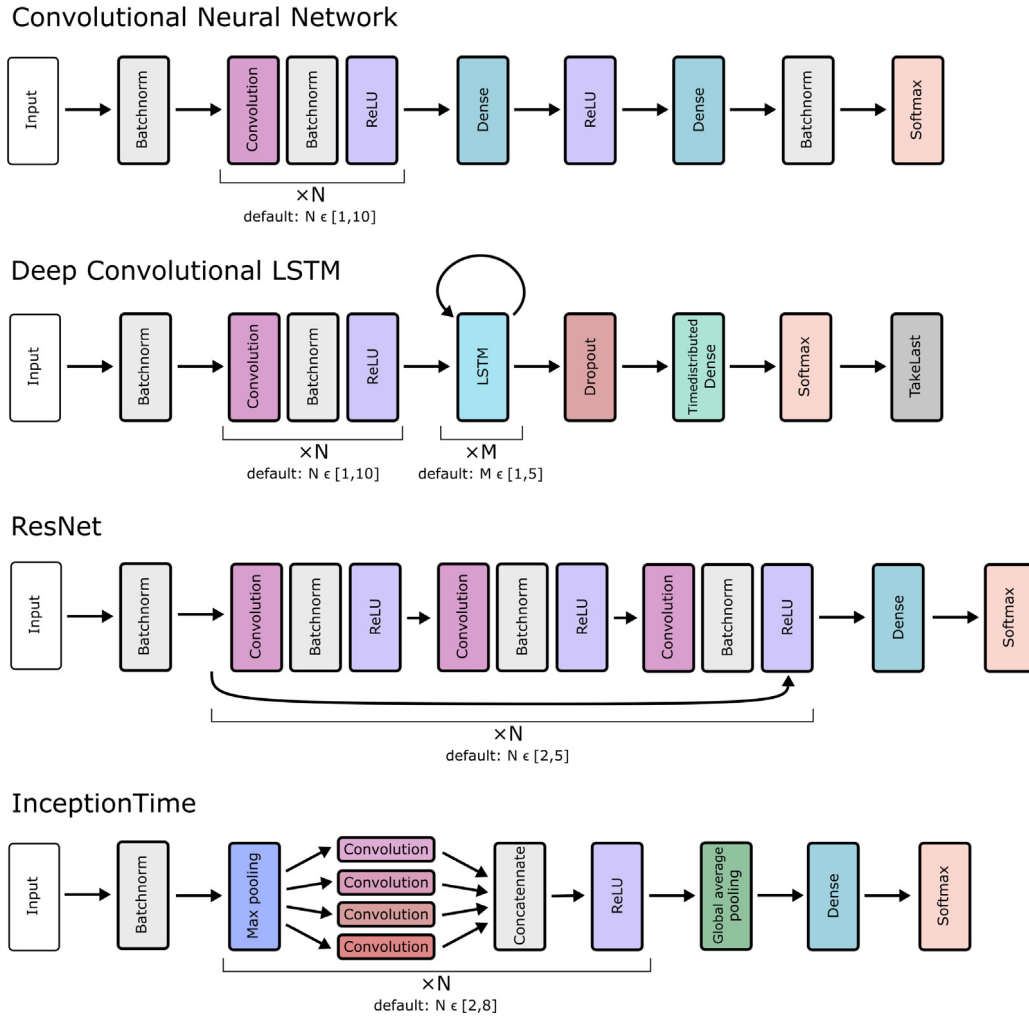 Convolutional Neural Network
Input
Batchnorm
Convolution
Batchnorm
ReLU
Dense
ReLU
Dense
Batchnorm
Softmax
×N
default: N ϵ [1,10]
Deep Convolutional LSTM
Input
Batchnorm
Convolution
Batchnorm
ReLU
LSTM
Dropout
Timedistributed
Dense
Softmax
TakeLast
×N
default: N ϵ [1,10]
×M
default: M ϵ [1,5]
ResNet
Input
Batchnorm
Convolution
Batchnorm
ReLU
Convolution
Batchnorm
ReLU
Convolution
Batchnorm
ReLU
Dense
Softmax
×N
default: N ϵ [2,5]
InceptionTime
Input
Batchnorm
Max pooling
Convolution
Convolution
Convolution
Convolution
Concatennate
ReLU
Global average
pooling
Dense
Softmax
×N
default: N ϵ [2,8]